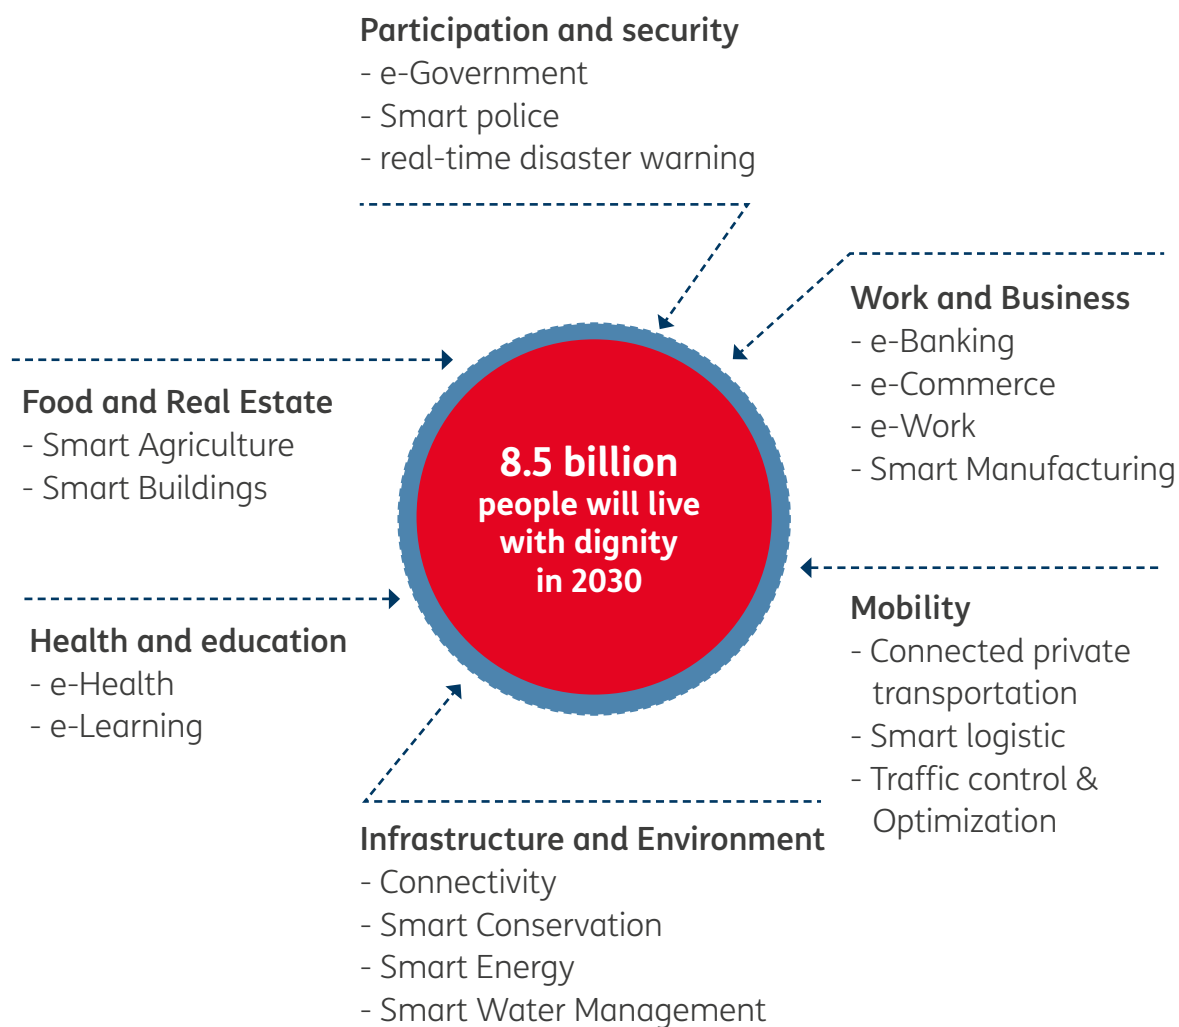 Participation and security
- e-Government
- Smart police
- real-time disaster warning
Work and Business
- e-Banking
- e-Commerce
- e-Work
- Smart Manufacturing
Food and Real Estate
- Smart Agriculture
- Smart Buildings
8.5 billion
people will live
with dignity
in 2030
Mobility
- Connected private
transportation
- Smart logistic
- Traffic control &
Optimization
Health and education
- e-Health
- e-Learning
Infrastructure and Environment
- Connectivity
- Smart Conservation
- Smart Energy
- Smart Water Management